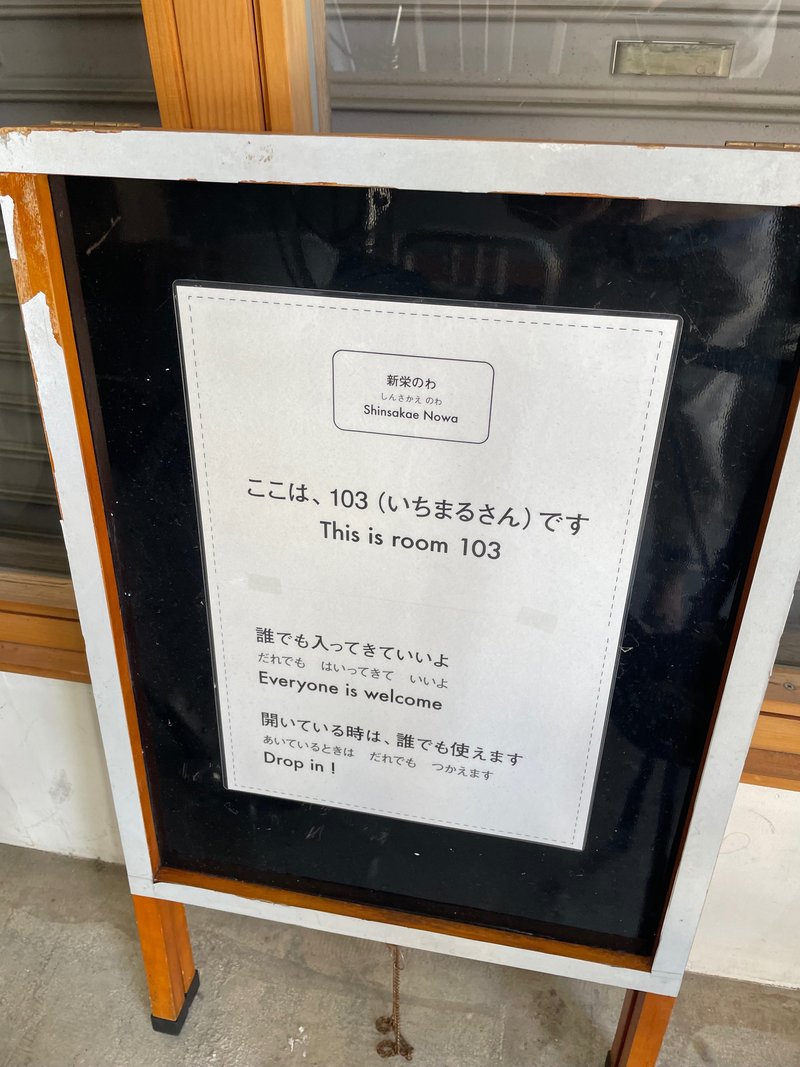 新栄のわ
しんさかえ のわ
Shinsakae Nowa
ここは、103（いちまるさん）です
This is room 103
誰でも入ってきていいよ
だれでも はいってきて いいよ
Everyone is welcome
開いている時は、誰でも使えます
あいているときは だれでも つかえます
Drop in !